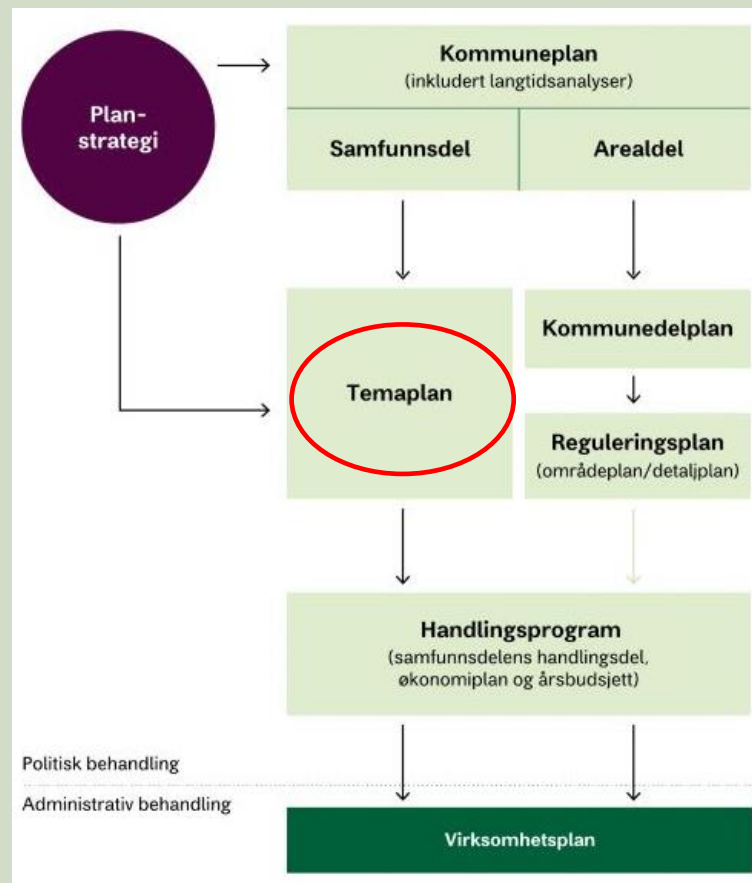 Plan-
strategi
Kommuneplan
(inkludert langtidsanalyser)
Samfunnsdel
Arealdel
Temaplan
Kommunedelplan
Reguleringsplan
(områdeplan/detaljplan)
Handlingsprogram
(samfunnsdelens handlingsdel,
økonomiplan og årsbudsjett)
Politisk behandling
Administrativ behandling
Virksomhetsplan